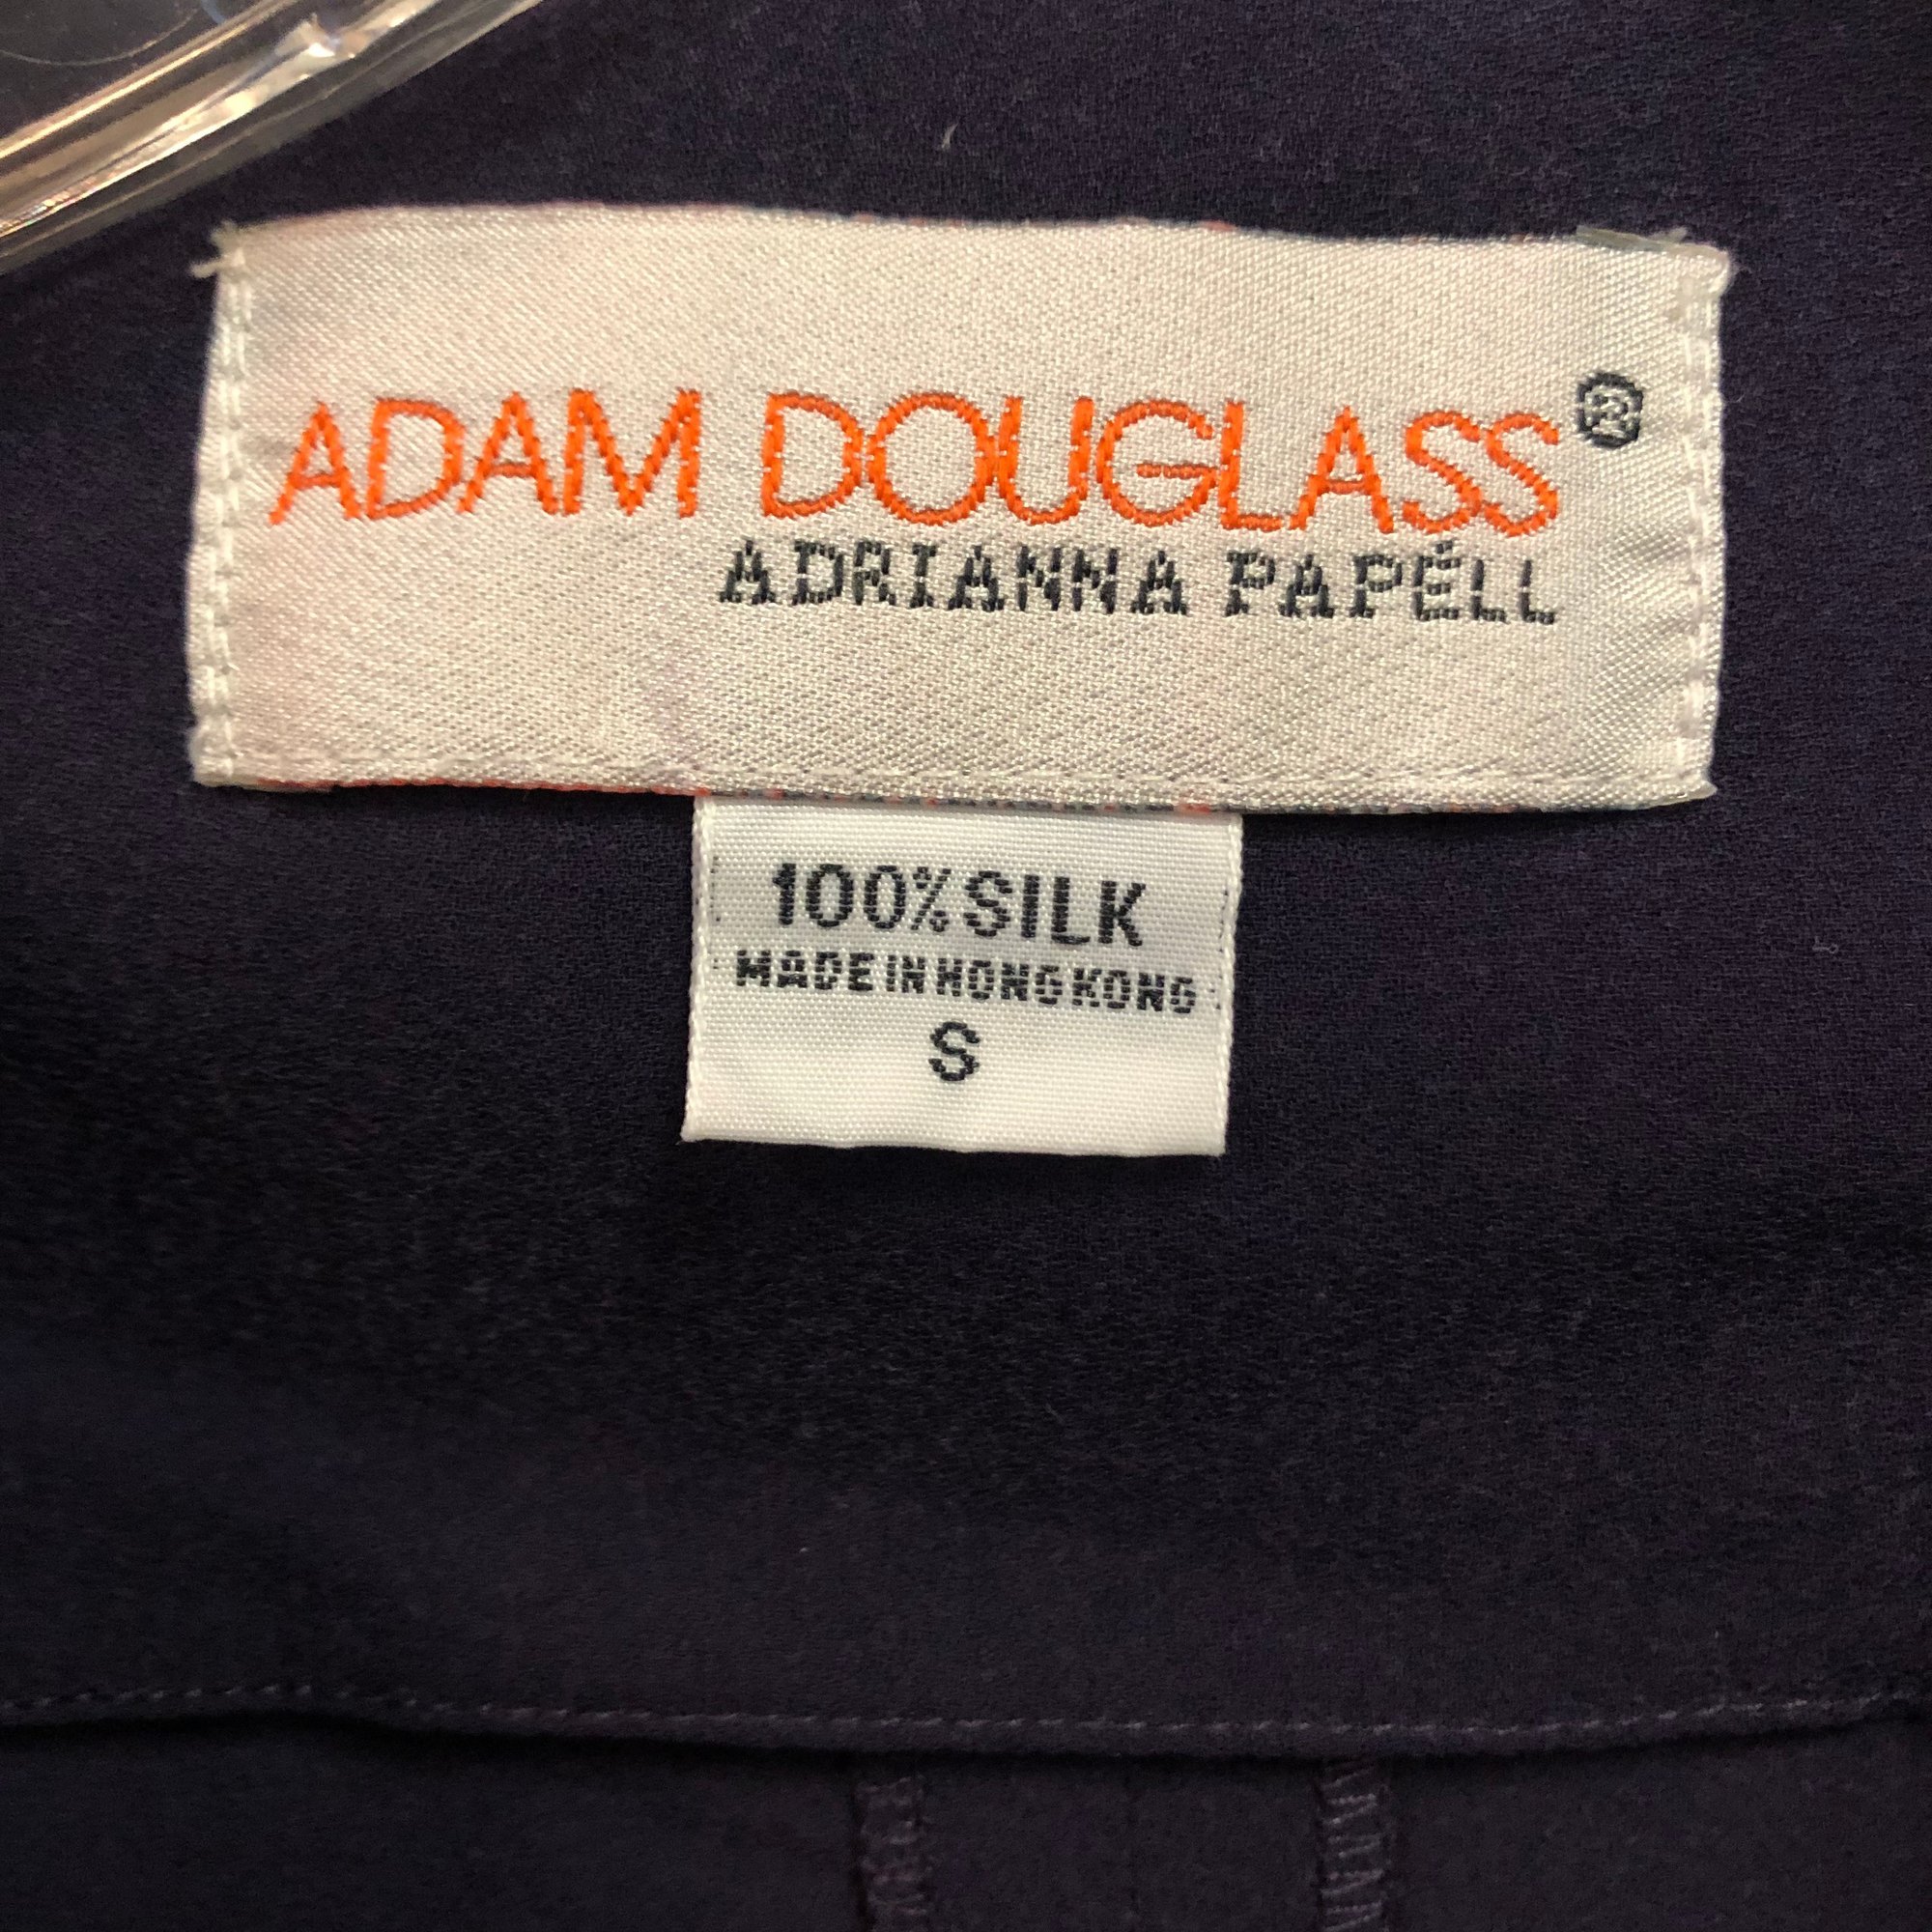 ADAM DOUGLASS®
ADRIANNA PAPÉLL
100% SILK
MADE IN HONG KONG
S